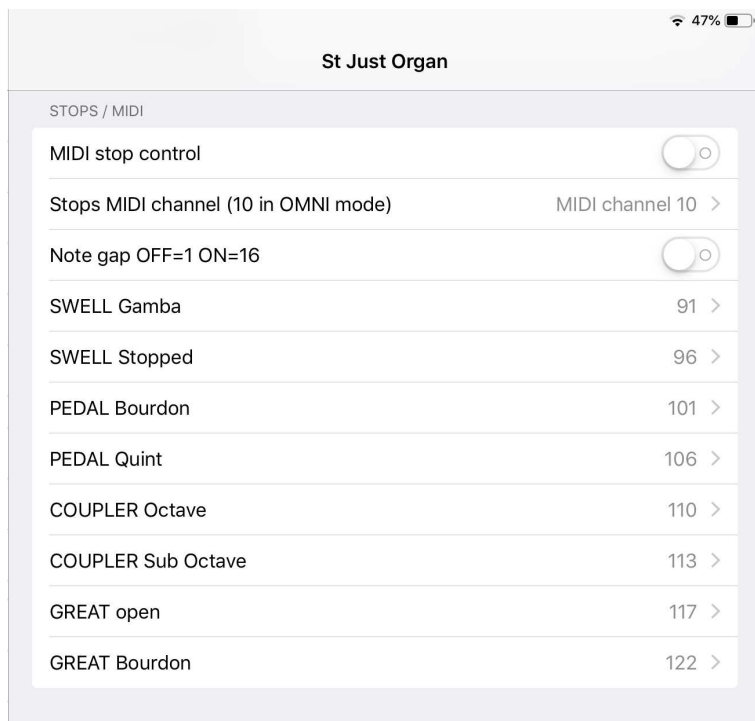 47%
St Just Organ
STOPS / MIDI
MIDI stop control
Stops MIDI channel (10 in OMNI mode) MIDI channel 10
Note gap OFF=1 ON=16
SWELL Gamba 91
SWELL Stopped 96
PEDAL Bourdon 101
PEDAL Quint 106
COUPLER Octave 110
COUPLER Sub Octave 113
GREAT open 117
GREAT Bourdon 122